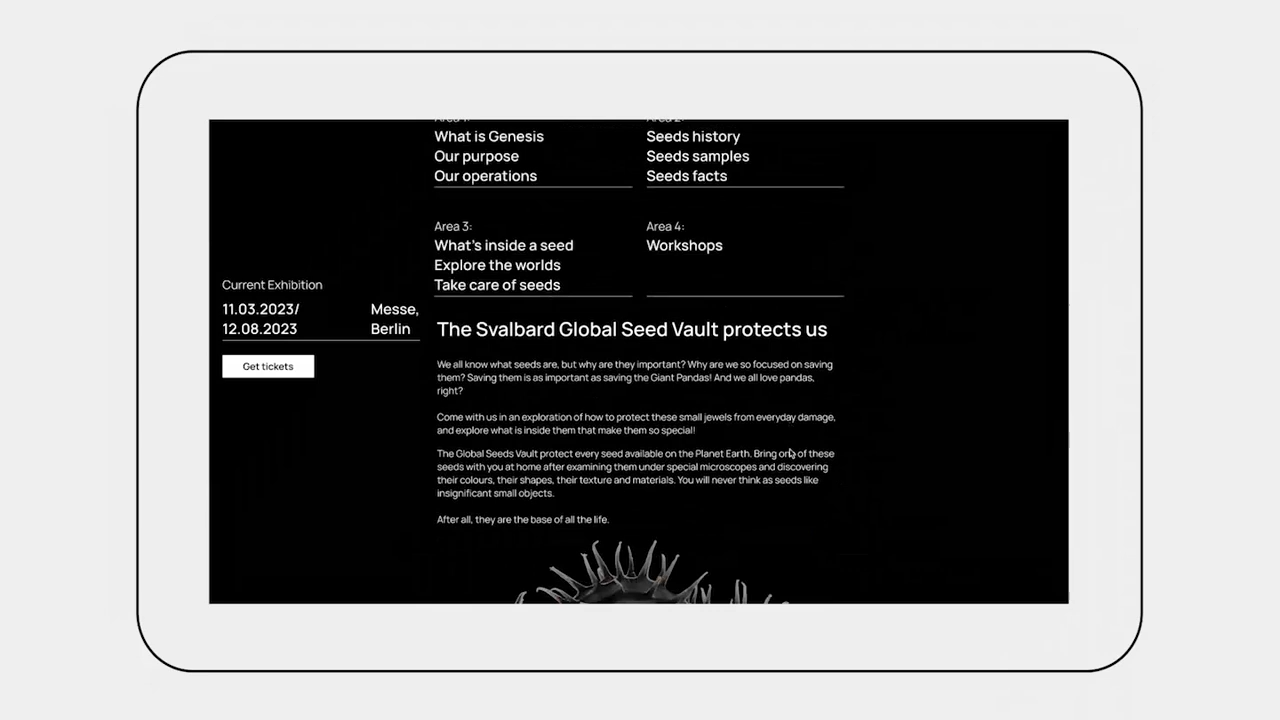 Area 1:
Area 2:
What is Genesis
Our purpose
Our operations
Seeds history
Seeds samples
Seeds facts
Area 3:
What's inside a seed
Explore the worlds
Take care of seeds
Area 4:
Workshops
Current Exhibition
11.03.2023/
12.08.2023
Messe,
Berlin
Get tickets
The Svalbard Global Seed Vault protects us
We all know what seeds are, but why are they important? Why are we so focused on saving
them? Saving them is as important as saving the Giant Pandas! And we all love pandas,
right?
Come with us in an exploration of how to protect these small jewels from everyday damage,
and explore what is inside them that make them so special!
The Global Seeds Vault protect every seed available on the Planet Earth. Bring one of these
seeds with you at home after examining them under special microscopes and discovering
their colours, their shapes, their texture and materials. You will never think as seeds like
insignificant small objects.
After all, they are the base of all the life.